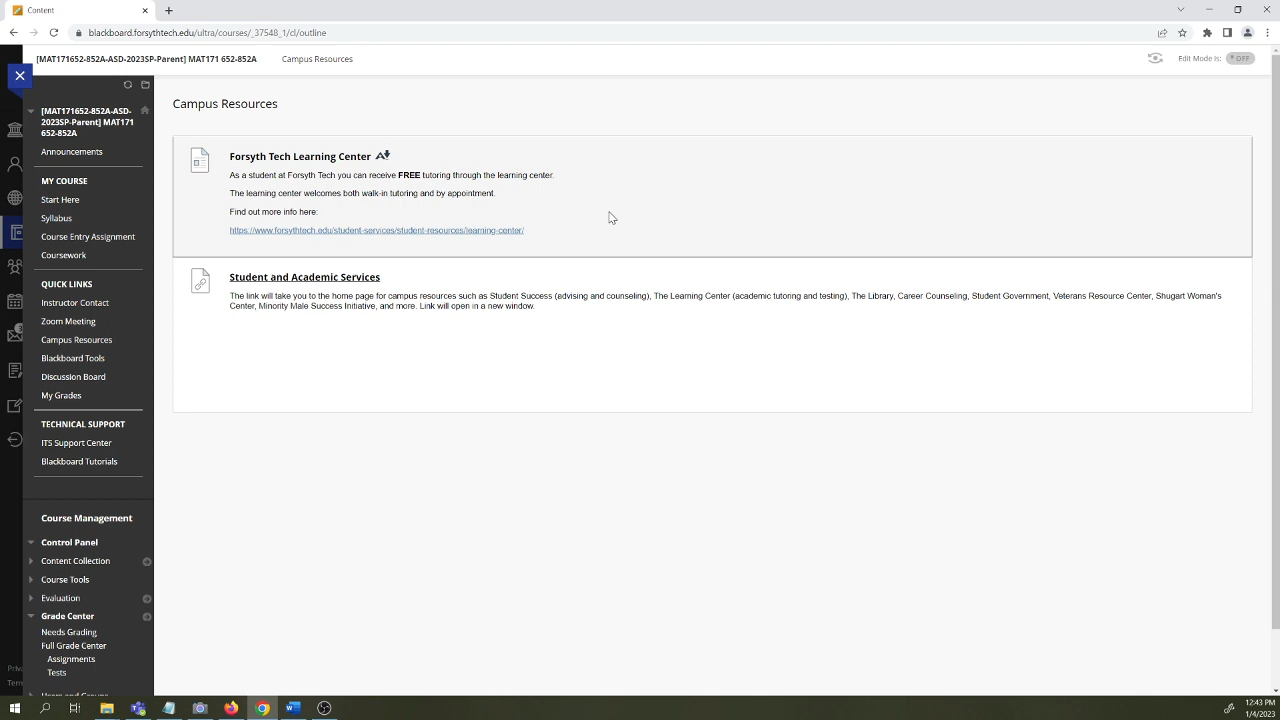 Content
blackboard.forsythtech.edu/ultra/courses/_37548_1/cl/outline
[MAT171652-852A-ASD-2023SP-Parent] MAT171 652-852A
Campus Resources
Edit Mode is:
OFF
[MAT171652-852A-ASD-
2023SP-Parent] MAT171
652-852A
Announcements
MY COURSE
Start Here
Syllabus
Course Entry Assignment
Coursework
QUICK LINKS
Instructor Contact
Zoom Meeting
Campus Resources
Blackboard Tools
Discussion Board
My Grades
TECHNICAL SUPPORT
ITS Support Center
Blackboard Tutorials
Course Management
Control Panel
Content Collection
Course Tools
Evaluation
Grade Center
Needs Grading
Full Grade Center
Assignments
Tests
Users and Groups
Campus Resources
Forsyth Tech Learning Center
As a student at Forsyth Tech you can receive FREE tutoring through the learning center.
The learning center welcomes both walk-in tutoring and by appointment.
Find out more info here:
https://www.forsythtech.edu/student-services/student-resources/learning-center/
Student and Academic Services
The link will take you to the home page for campus resources such as Student Success (advising and counseling), The Learning Center (academic tutoring and testing), The Library, Career Counseling, Student Government, Veterans Resource Center, Shugart Woman's
Center, Minority Male Success Initiative, and more. Link will open in a new window.
Priv
Tern
12:43 PM
1/4/2023